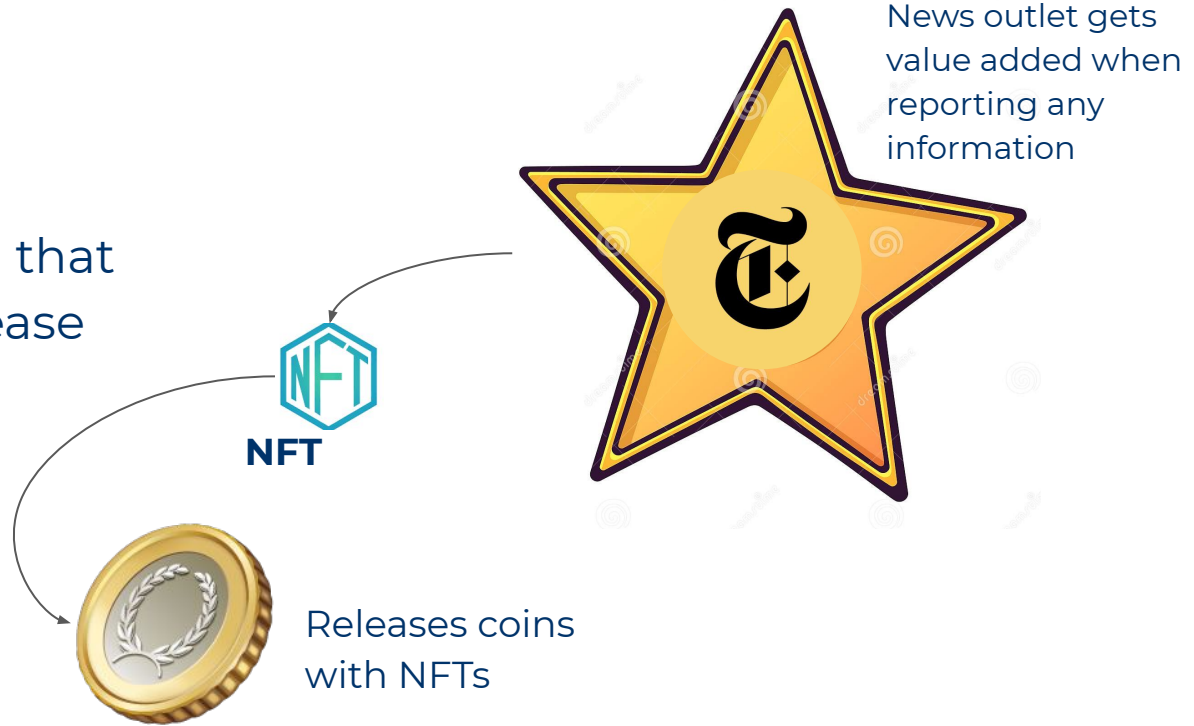 News outlet gets
value added when
reporting any
information
that
ease
NFT
NFT
Releases coins
with NFTs